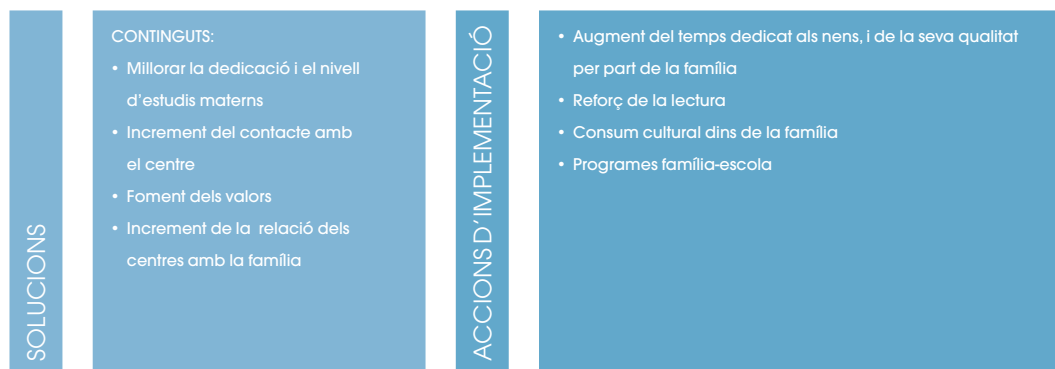 SOLUCIONS
CONTINGUTS:
• Millorar la dedicació i el nivell
d'estudis materns
• Increment del contacte amb
el centre
• Foment dels valors
• Increment de la relació dels
centres amb la família
ACCIONS D'IMPLEMENTACIÓ
• Augment del temps dedicat als nens, i de la seva qualitat
per part de la família
• Reforç de la lectura
• Consum cultural dins de la família
• Programes família-escola